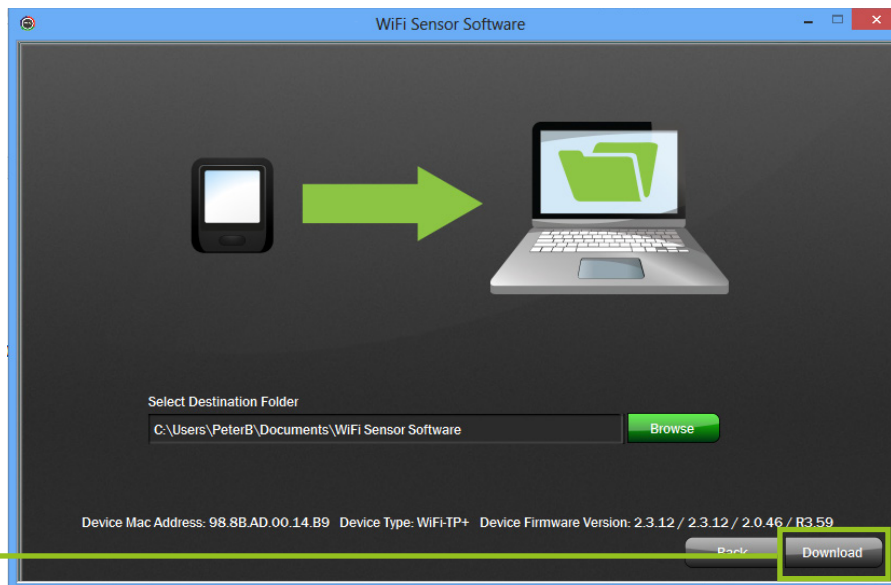 WiFi Sensor Software
Select Destination Folder
C:\Users\PeterB\Documents\WiFi Sensor Software
Browse
Device Mac Address: 98.8B.AD.00.14.B9 Device Type: WiFi-TP+ Device Firmware Version: 2.3.12 / 2.3.12 / 2.0.46 / R3.59
Back
Download